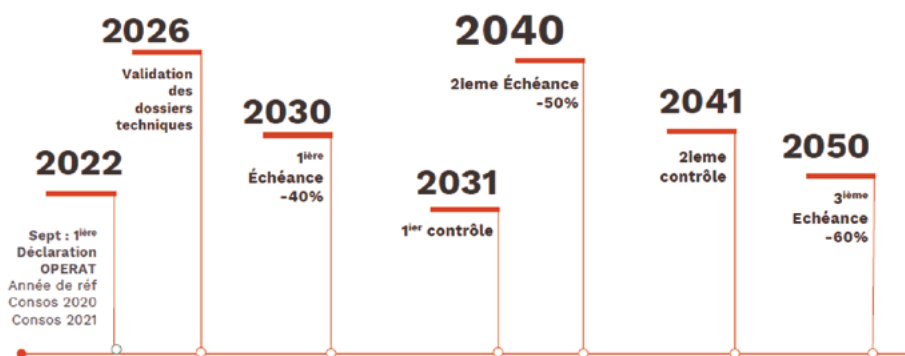 2022
Sept : 1ière
Déclaration
OPERAT
Année de réf
Consos 2020
Consos 2021
2026
Validation
des
dossiers
techniques
2030
1ière
Échéance
-40%
2031
1ier contrôle
2040
2ieme Échéance
-50%
2041
2ieme
contrôle
2050
3ième
Echéance
-60%